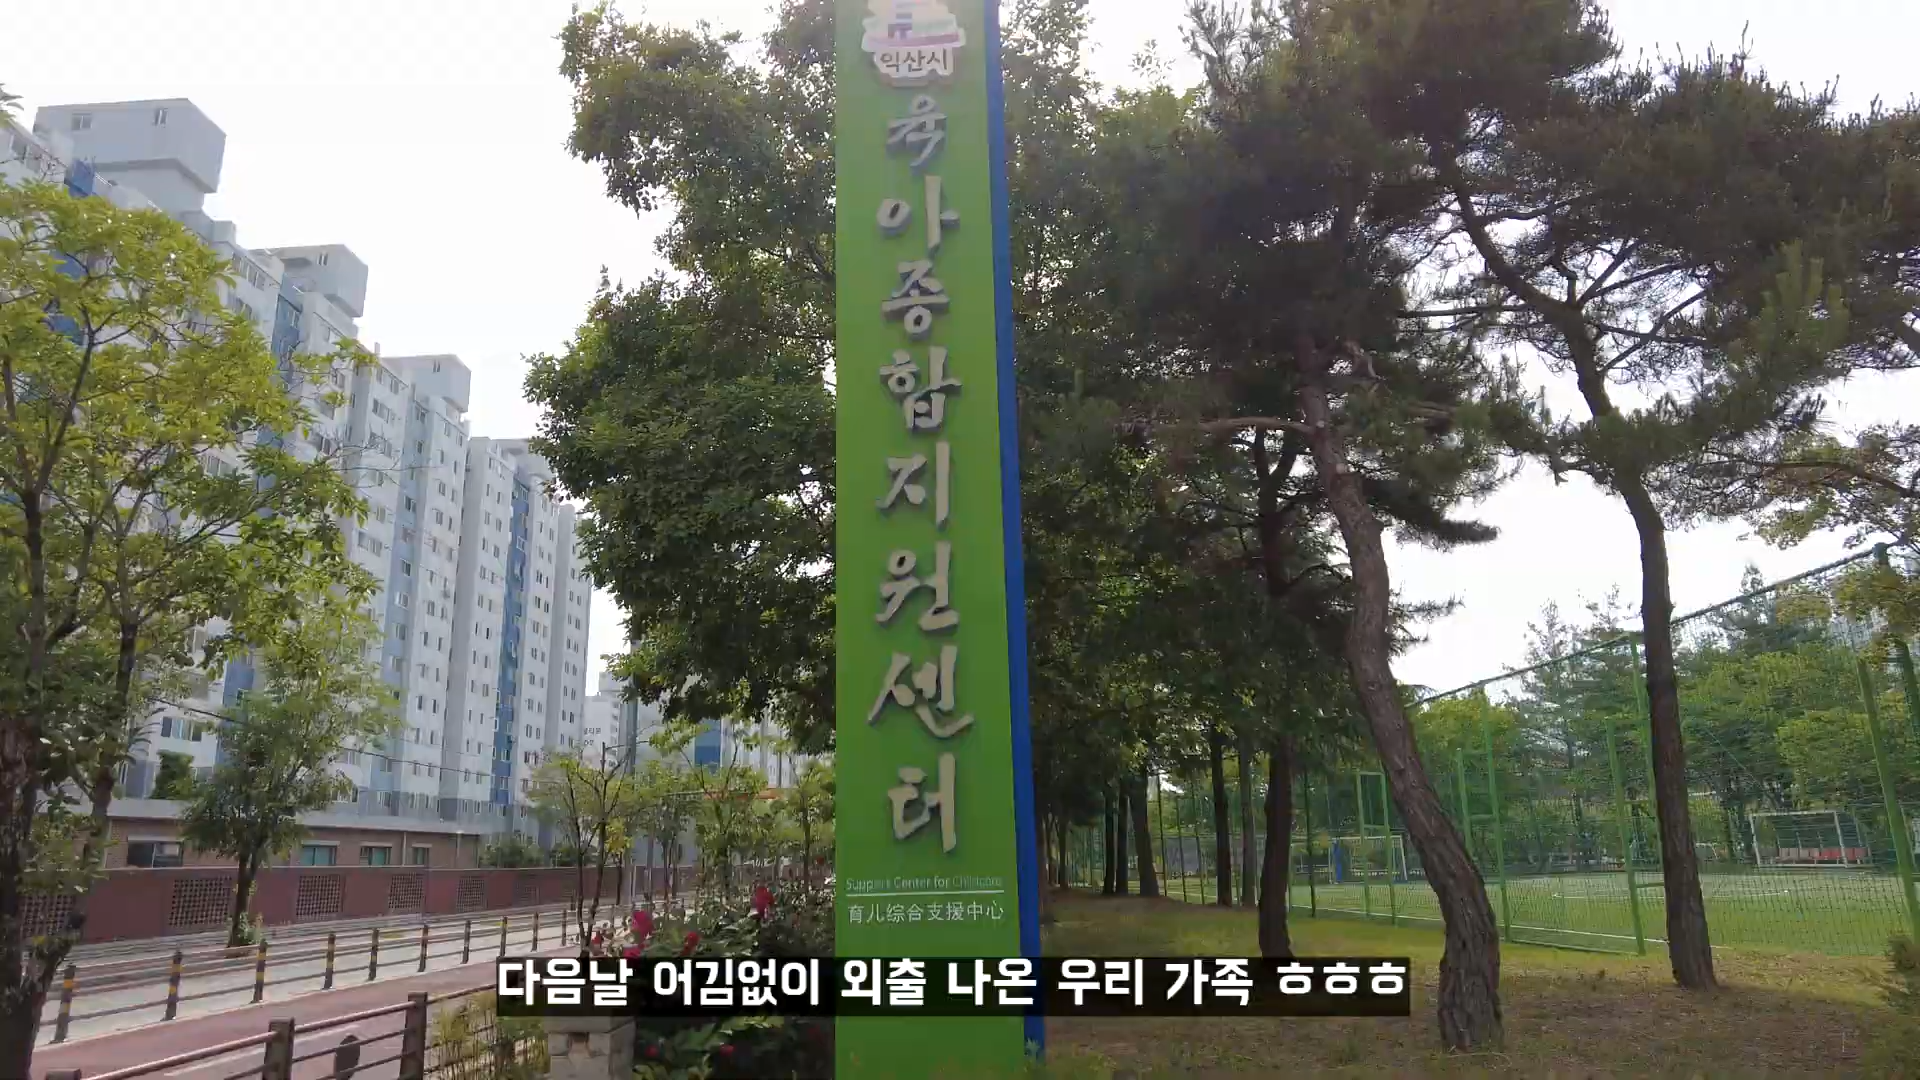 익산시
육아종합지원센터
Support Center for Childcare
育儿综合支援中心
다음날 어김없이 외출 나온 우리 가족 ㅎㅎㅎ